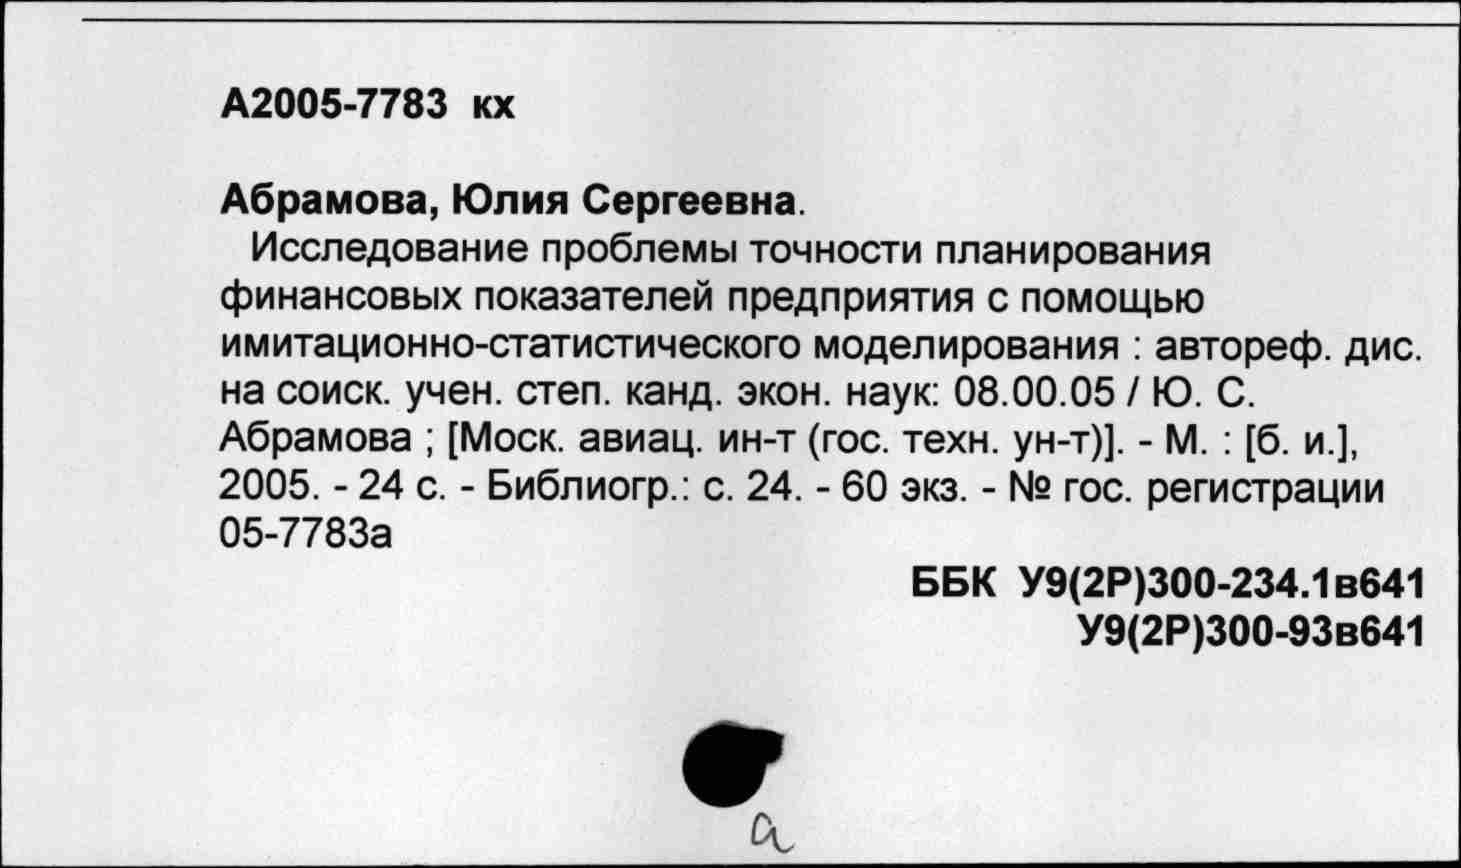 А2005-7783 кх
Абрамова, Юлия Сергеевна.
Исследование проблемы точности планирования
финансовых показателей предприятия с помощью
имитационно-статистического моделирования : автореф. дис.
на соиск. учен. степ. канд. экон. наук: 08.00.05 / Ю. С.
Абрамова ; [Моск. авиац. ин-т (гос. техн. ун-т)]. - М. : [б. и.],
2005. - 24 с. - Библиогр.: с. 24. - 60 экз. - № гос. регистрации
05-7783а
ББК У9(2Р)300-234.1в641
У9(2Р)300-93в641
а